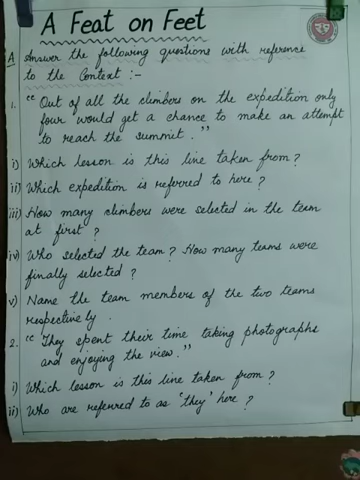 A Feat on Feet
A Answer the following questions with reference
to the Context :-
1. " Out of all the climbers on the expedition only
four would get a chance to make an attempt
to reach the summit . "
i) Which lesson is this line taken from ?
ii) Which expedition is referred to here ?
iii) How many climbers were selected in the team
at first ?
iv) Who selected the team ? How many teams were
finally selected ?
v) Name the team members of the two teams
respectively .
2. " They spent their time taking photographs
and enjoying the view . "
i) Which lesson is this line taken from ?
ii) Who are referred to as 'they' here ?